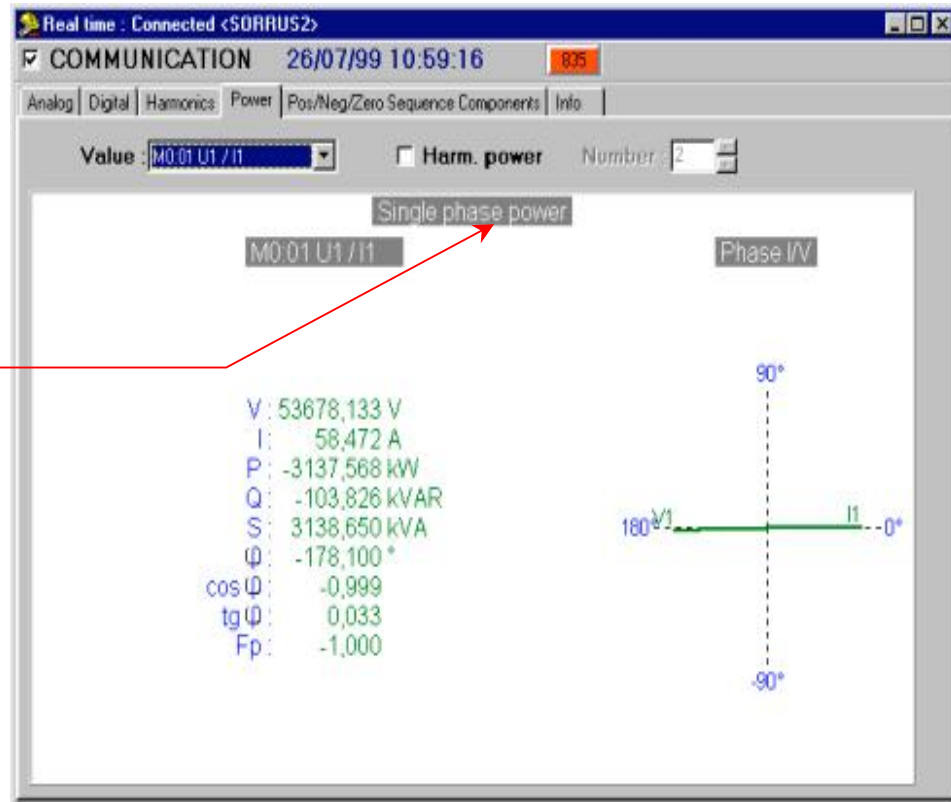 Real time : Connected <SORRUS2>
COMMUNICATION 26/07/99 10:59:16 835
Analog Digital Harmonics Power Pos/Neg/Zero Sequence Components Info
Value : M0:01 U1 / I1 Harm. power Number : 2
Single phase power
M0:01 U1 / I1 Phase I/V
V : 53678,133 V
I : 58,472 A
P : -3137,568 kW
Q : -103,826 kVAR
S : 3138,650 kVA
φ : -178,100 °
cos φ : -0,999
tg φ : 0,033
Fp : -1,000
90°
180° V1 I1 0°
-90°